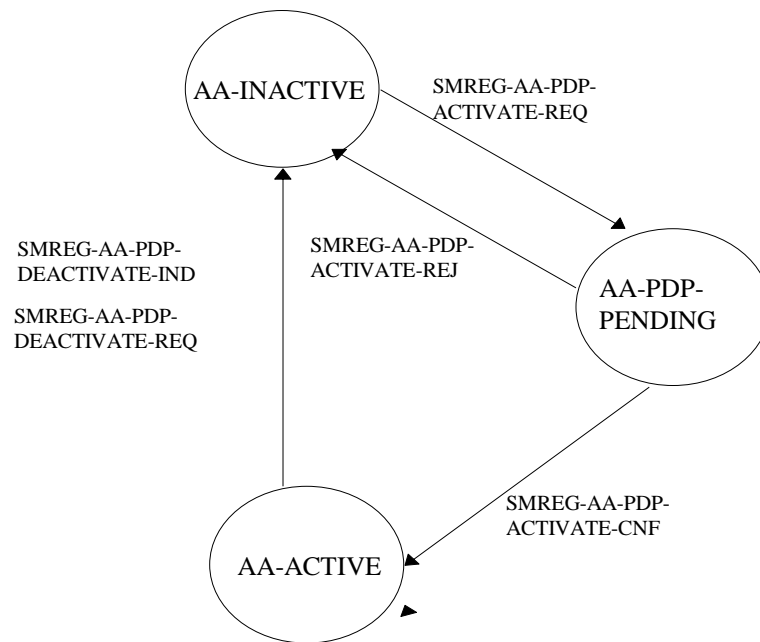 AA-INACTIVE
SMREG-AA-PDP-
ACTIVATE-REQ
SMREG-AA-PDP-
DEACTIVATE-IND
SMREG-AA-PDP-
DEACTIVATE-REQ
SMREG-AA-PDP-
ACTIVATE-REJ
AA-PDP-
PENDING
SMREG-AA-PDP-
ACTIVATE-CNF
AA-ACTIVE